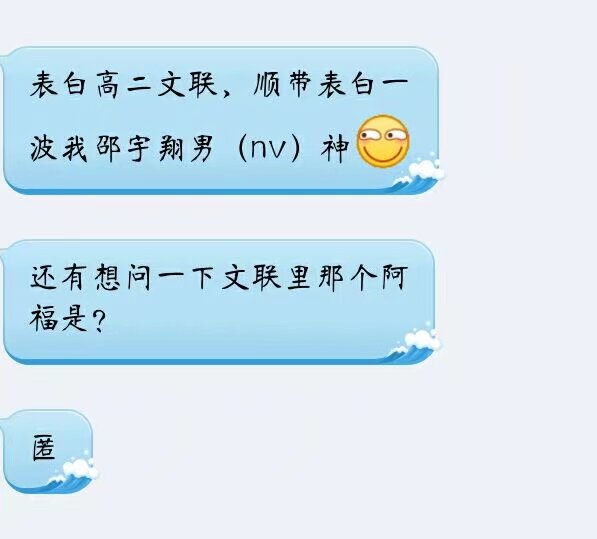 表白高二文联，顺带表白一
波我邵宇翔男（nv）神
还有想问一下文联里那个阿
福是？
匿